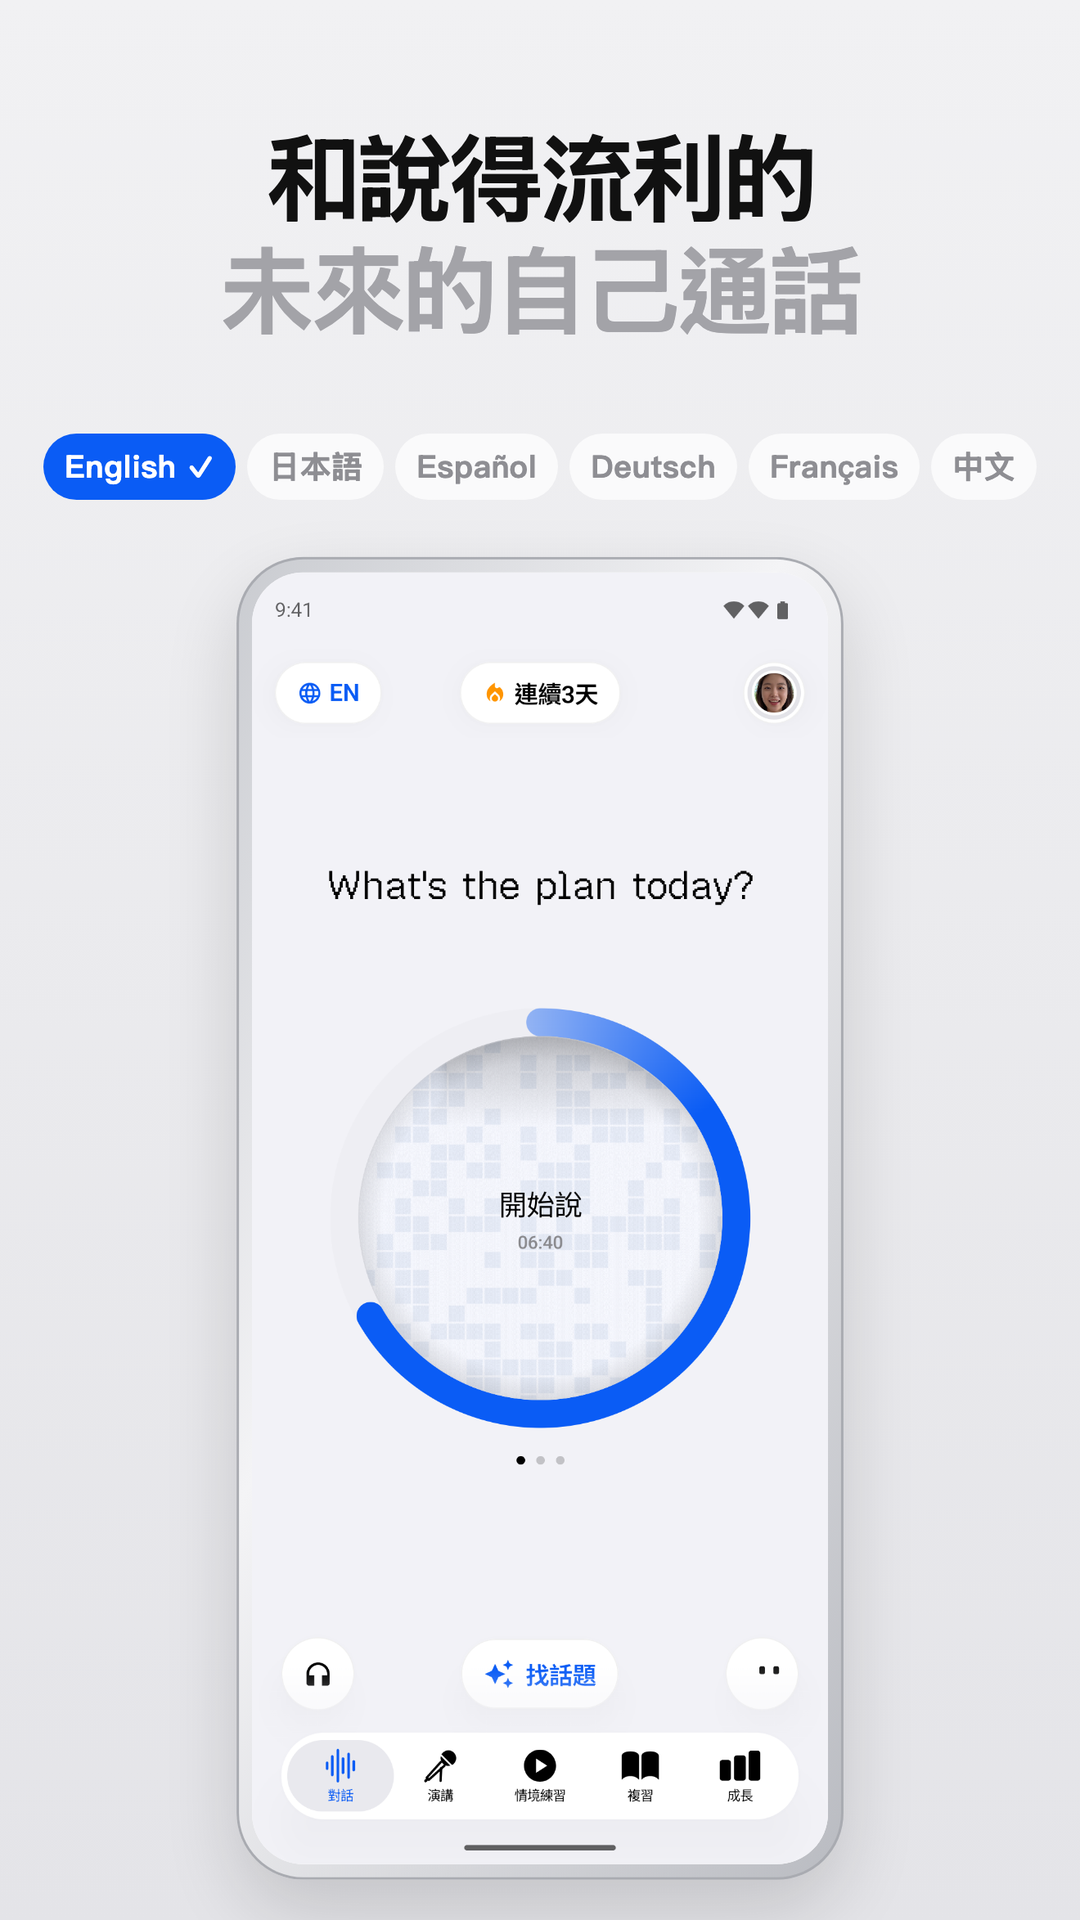 和說得流利的
未來的自己通話
English
日本語
Español
Deutsch
Français
中文
9:41
EN
連續3天
What's the plan today?
開始說
06:40
找話題
對話
演講
情境練習
複習
成長